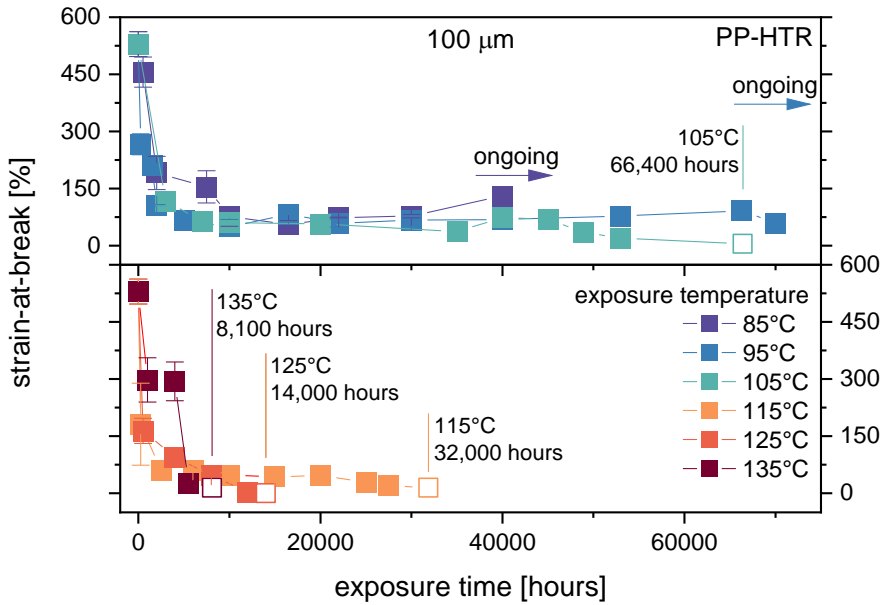 100 μm
PP-HTR
ongoing
ongoing
105°C
66,400 hours
600
450
300
150
0
strain-at-break [%]
135°C
8,100 hours
125°C
14,000 hours
115°C
32,000 hours
exposure temperature
85°C
95°C
105°C
115°C
125°C
135°C
600
450
300
150
0
0
20000
40000
60000
exposure time [hours]